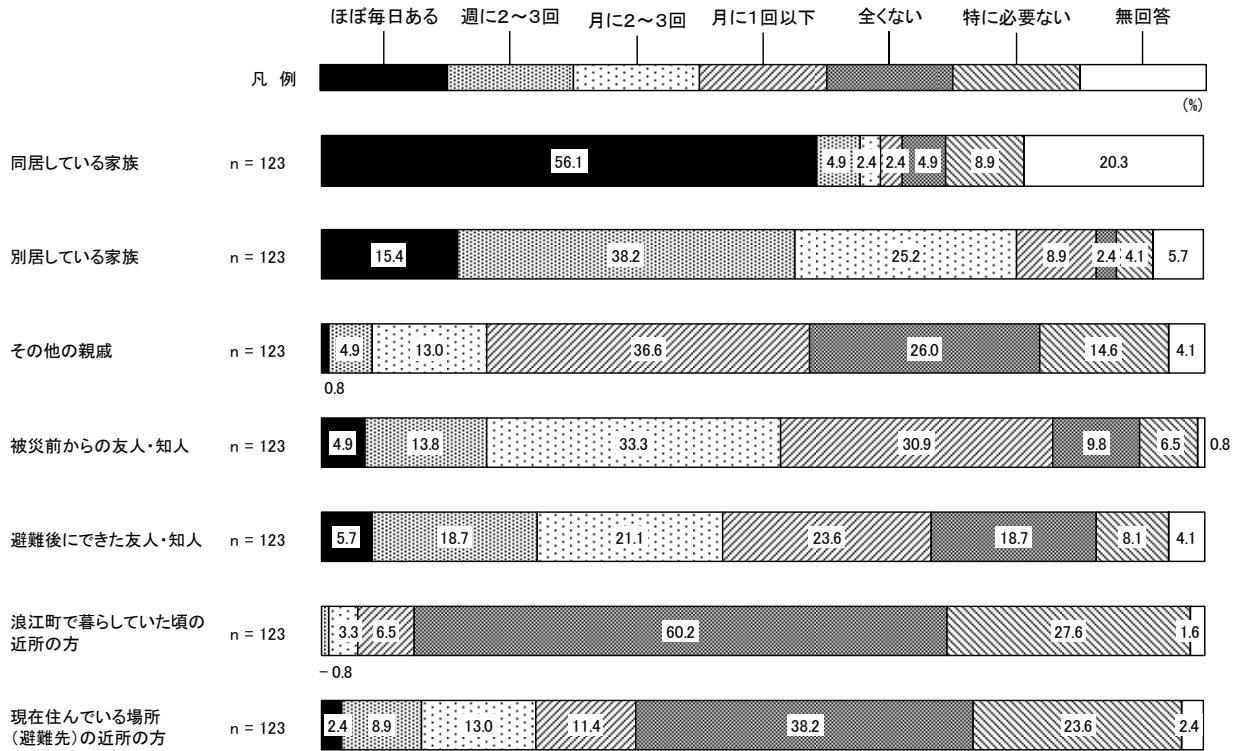 ほぼ毎日ある 週に2～3回 月に2～3回 月に1回以下 全くない 特に必要ない 無回答
凡 例
(%)
同居している家族 n = 123 56.1 4.9 2.4 2.4 4.9 8.9 20.3
別居している家族 n = 123 15.4 38.2 25.2 8.9 2.4 4.1 5.7
その他の親戚 n = 123 4.9 13.0 36.6 26.0 14.6 4.1
0.8
被災前からの友人・知人 n = 123 4.9 13.8 33.3 30.9 9.8 6.5 0.8
避難後にできた友人・知人 n = 123 5.7 18.7 21.1 23.6 18.7 8.1 4.1
浪江町で暮らしていた頃の
近所の方 n = 123 3.3 6.5 60.2 27.6 1.6
－ 0.8
現在住んでいる場所
（避難先）の近所の方 n = 123 2.4 8.9 13.0 11.4 38.2 23.6 2.4